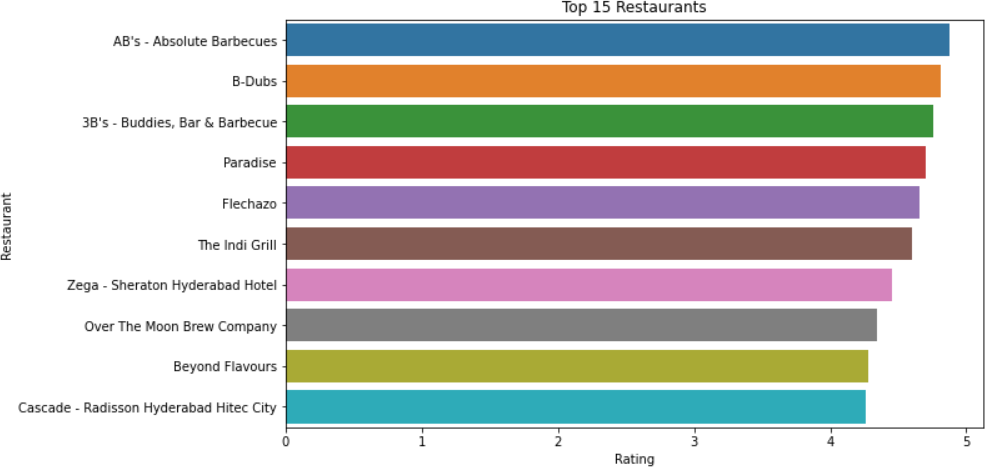 Top 15 Restaurants
Restaurant
AB's - Absolute Barbecues
B-Dubs
3B's - Buddies, Bar & Barbecue
Paradise
Flechazo
The Indi Grill
Zega - Sheraton Hyderabad Hotel
Over The Moon Brew Company
Beyond Flavours
Cascade - Radisson Hyderabad Hitec City
0 1 2 3 4 5
Rating